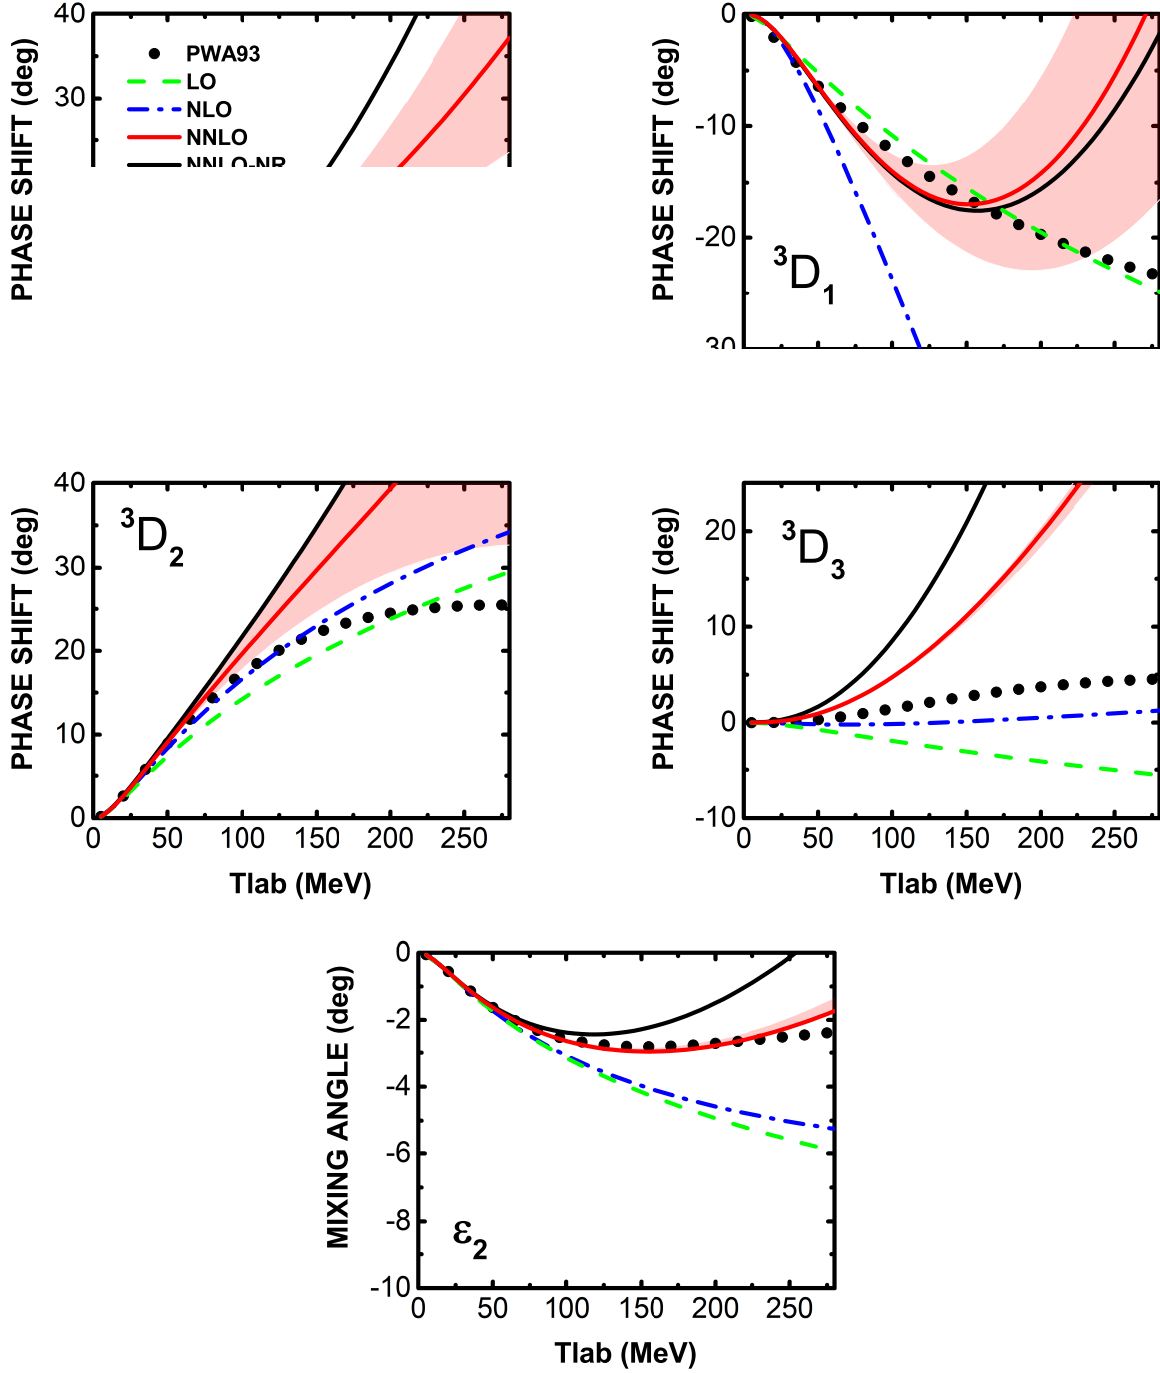 40
30
PHASE SHIFT (deg)
PWA93
LO
NLO
NNLO
NNLO-NR
0
-10
-20
30
PHASE SHIFT (deg)
³D₁
40
30
20
10
0
PHASE SHIFT (deg)
³D₂
0 50 100 150 200 250
Tlab (MeV)
20
10
0
-10
PHASE SHIFT (deg)
³D₃
0 50 100 150 200 250
Tlab (MeV)
0
-2
-4
-6
-8
-10
MIXING ANGLE (deg)
ε₂
0 50 100 150 200 250
Tlab (MeV)